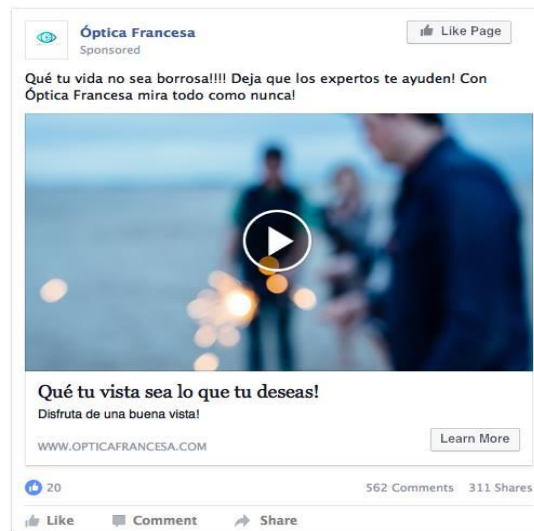 Óptica Francesa
Like Page
Sponsored
Qué tu vida no sea borrosa!!!! Deja que los expertos te ayuden! Con
Óptica Francesa mira todo como nunca!
Qué tu vista sea lo que tu deseas!
Disfruta de una buena vista!
WWW.OPTICAFRANCESA.COM
Learn More
20
562 Comments 311 Shares
Like Comment Share